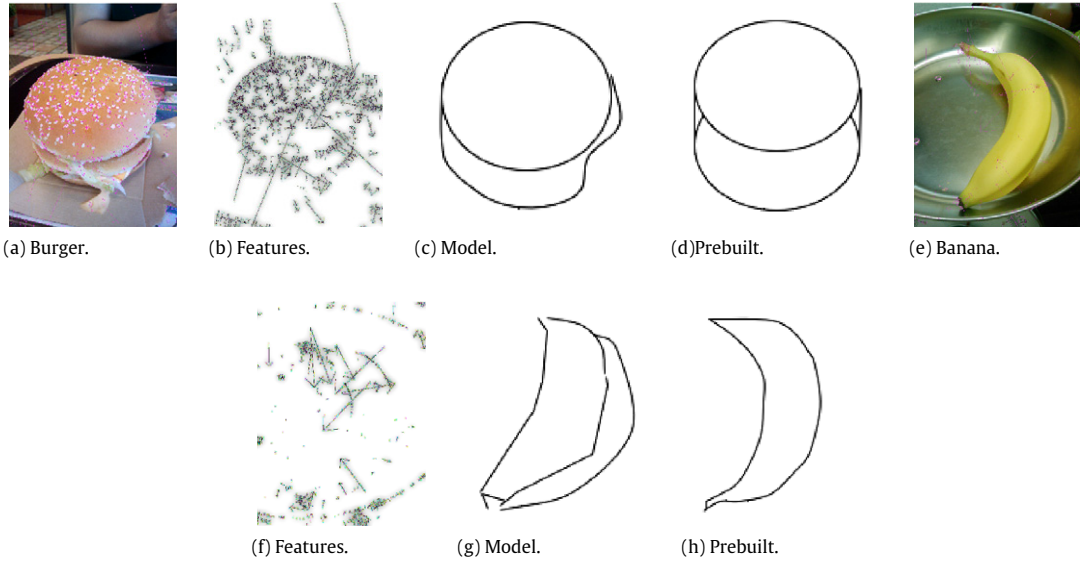 (a) Burger.
(b) Features.
(c) Model.
(d)Prebuilt.
(e) Banana.
(f) Features.
(g) Model.
(h) Prebuilt.